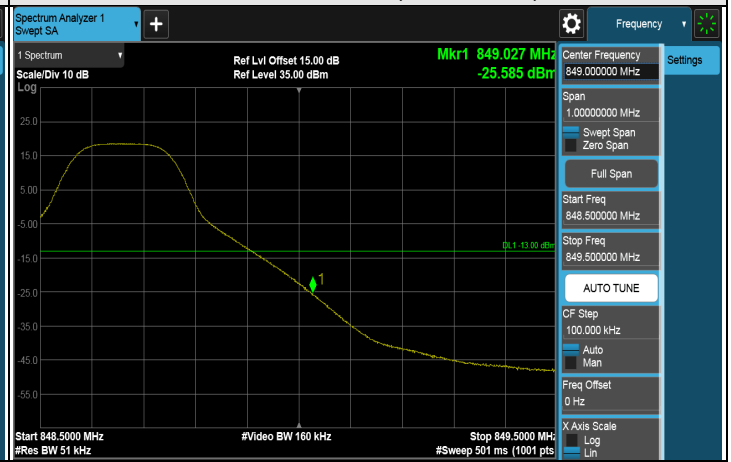 Spectrum Analyzer 1
Swept SA
Frequency
1 Spectrum
Scale/Div 10 dB
Log
Ref Lvl Offset 15.00 dB
Ref Level 35.00 dBm
Mkr1 849.027 MHz
-25.585 dBm
25.0
15.0
5.00
-5.00
-15.0
-25.0
-35.0
-45.0
-55.0
DL1 -13.00 dBm
1
Start 848.5000 MHz
#Res BW 51 kHz
#Video BW 160 kHz
Stop 849.5000 MHz
#Sweep 501 ms (1001 pts
Center Frequency
849.000000 MHz
Settings
Span
1.00000000 MHz
Swept Span
Zero Span
Full Span
Start Freq
848.500000 MHz
Stop Freq
849.500000 MHz
AUTO TUNE
CF Step
100.000 kHz
Auto
Man
Freq Offset
0 Hz
X Axis Scale
Log
Lin